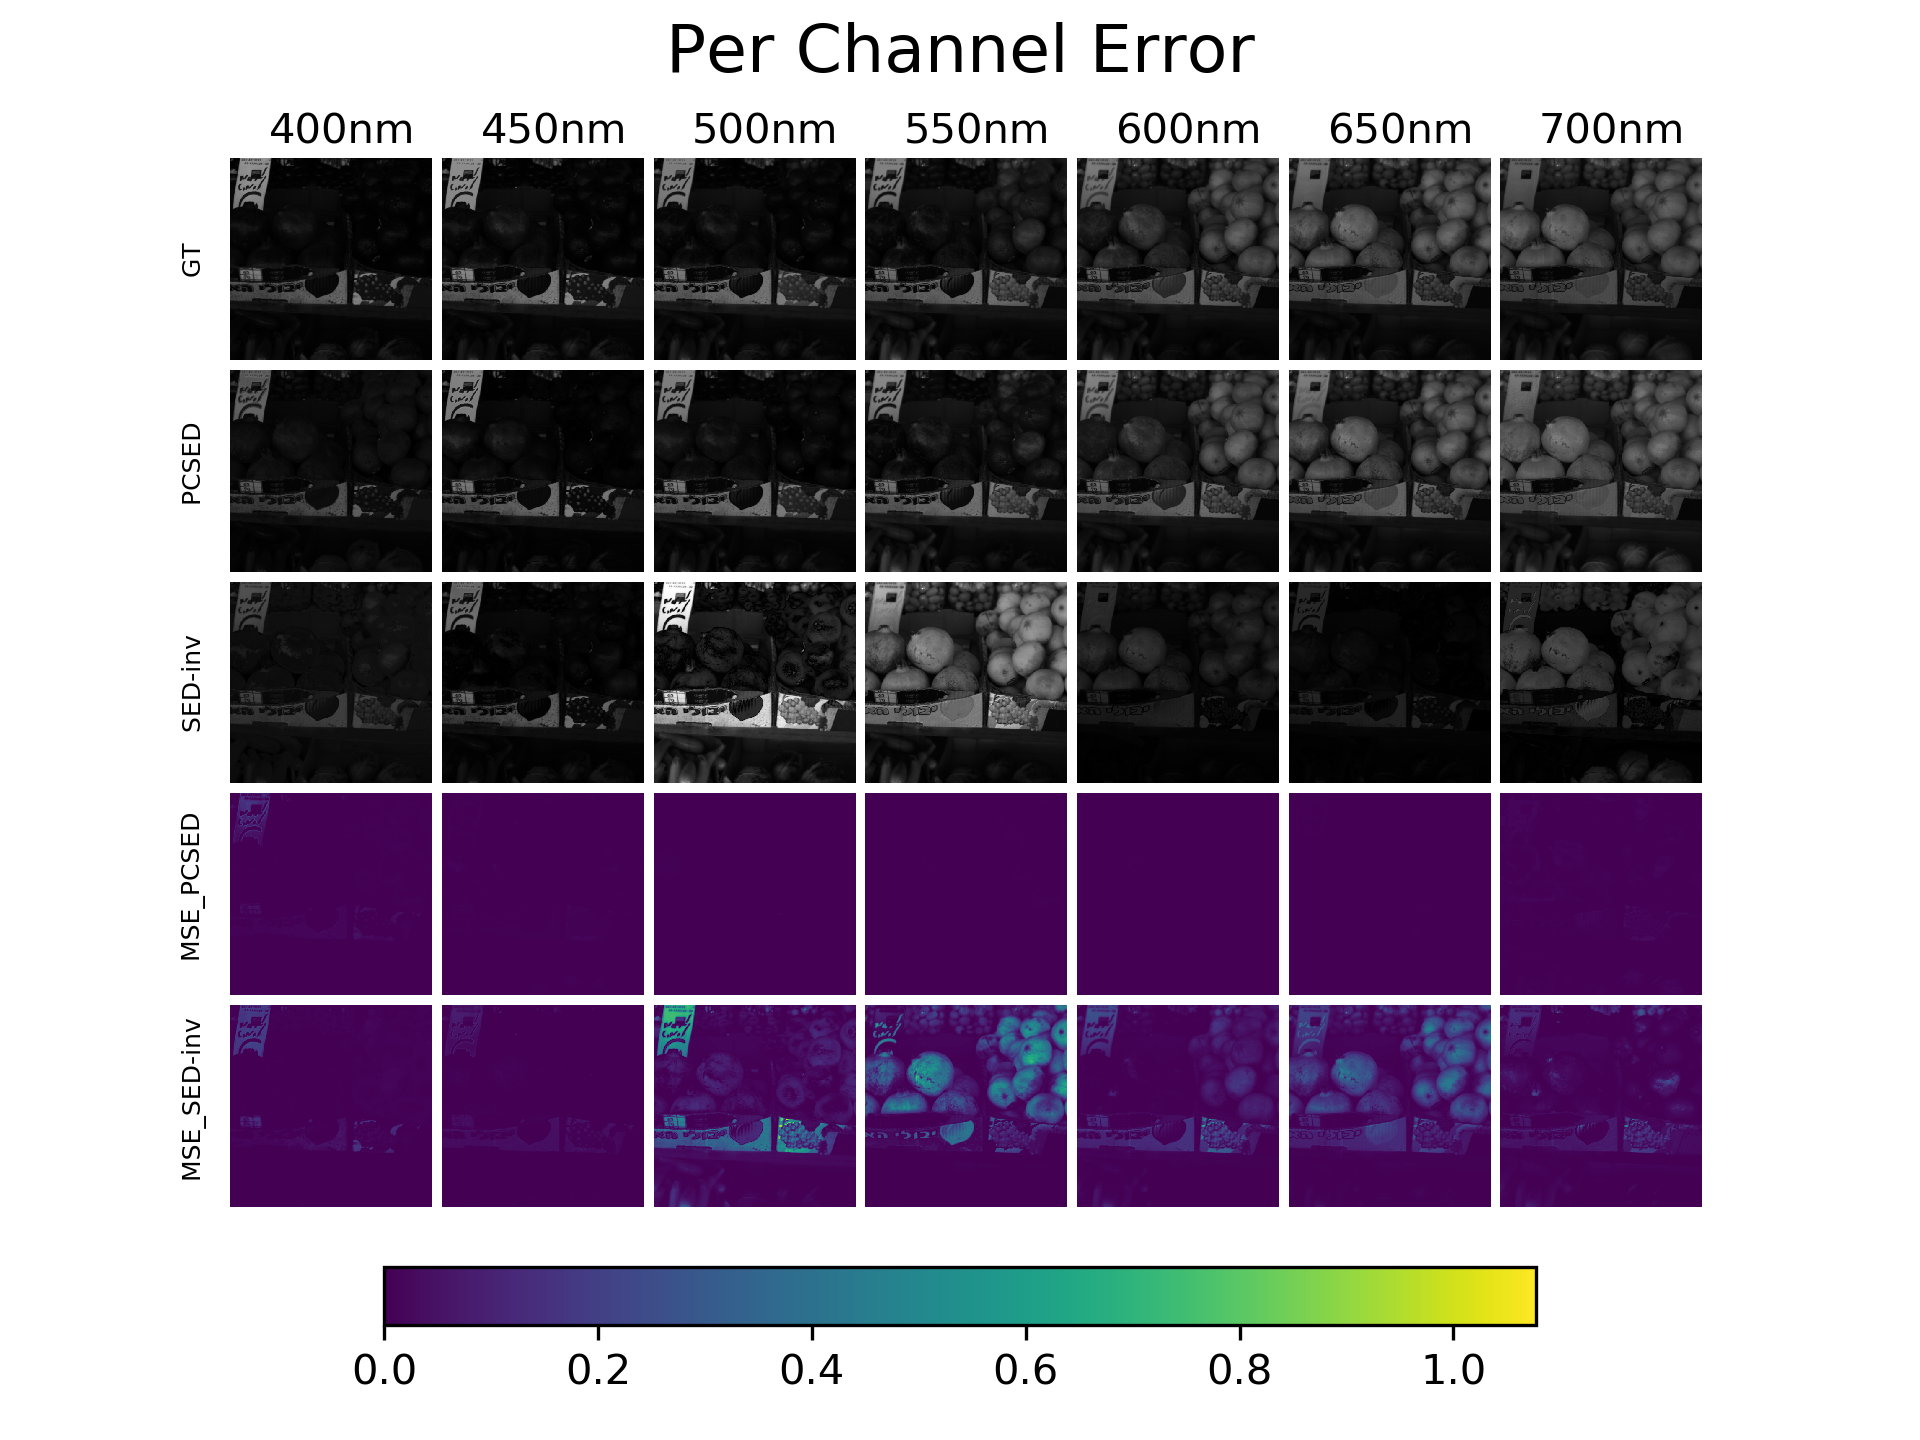 Per Channel Error
400nm 450nm 500nm 550nm 600nm 650nm 700nm
GT
PCSED
SED-inv
MSE_PCSED
MSE_SED-inv
0.0 0.2 0.4 0.6 0.8 1.0